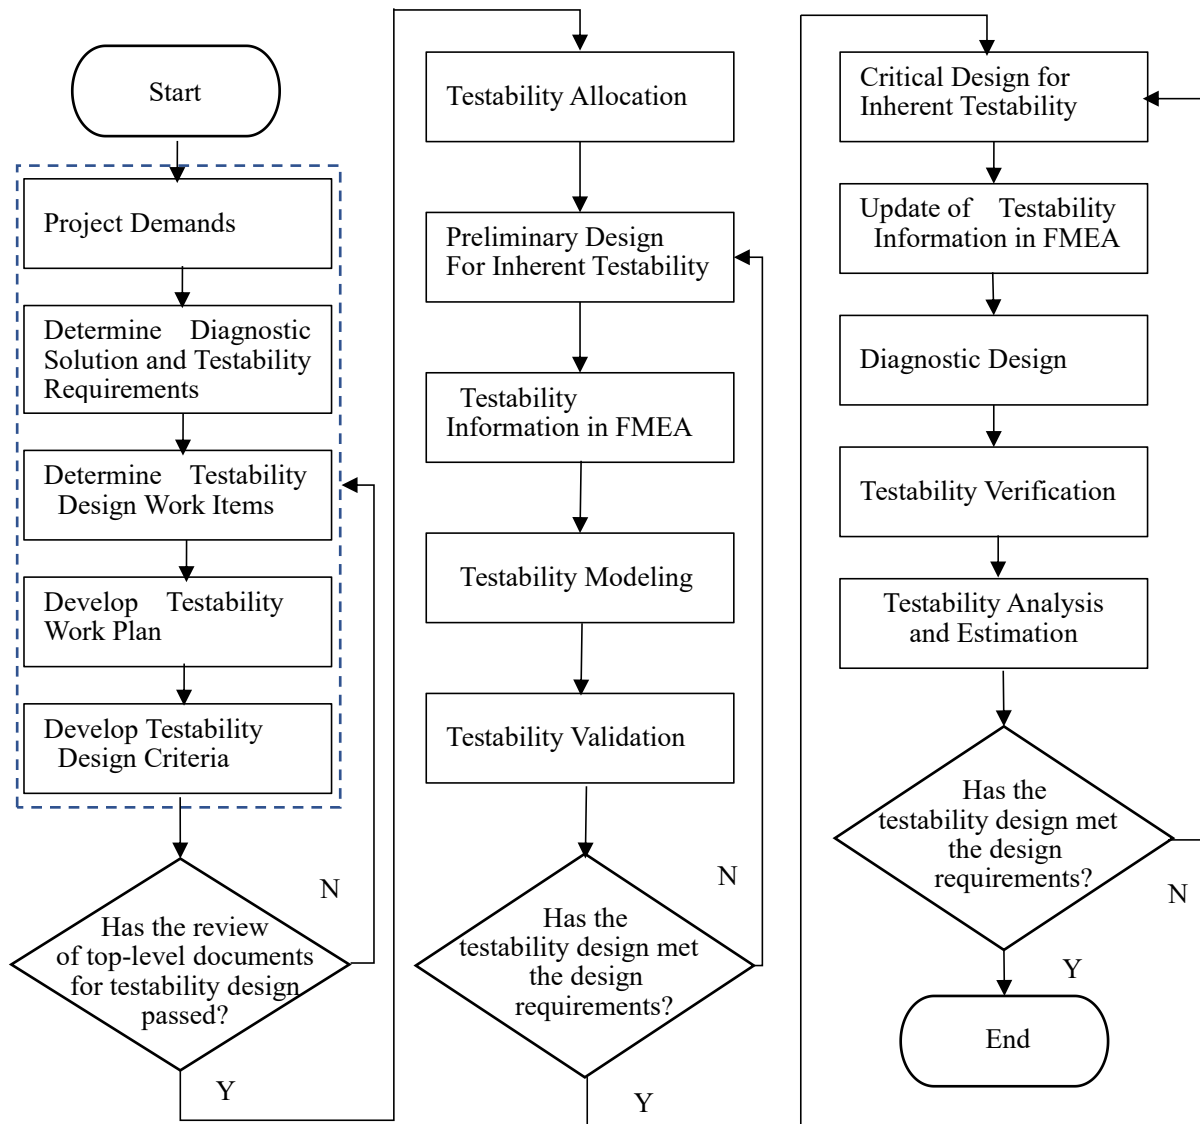 Start
Project Demands
Determine Diagnostic
Solution and Testability
Requirements
Determine Testability
Design Work Items
Develop Testability
Work Plan
Develop Testability
Design Criteria
Has the review
of top-level documents
for testability design
passed?
N
Y
Testability Allocation
Preliminary Design
For Inherent Testability
Testability
Information in FMEA
Testability Modeling
Testability Validation
Has the
testability design met
the design
requirements?
N
Y
Critical Design for
Inherent Testability
Update of Testability
Information in FMEA
Diagnostic Design
Testability Verification
Testability Analysis
and Estimation
Has the
testability design met
the design
requirements?
N
Y
End